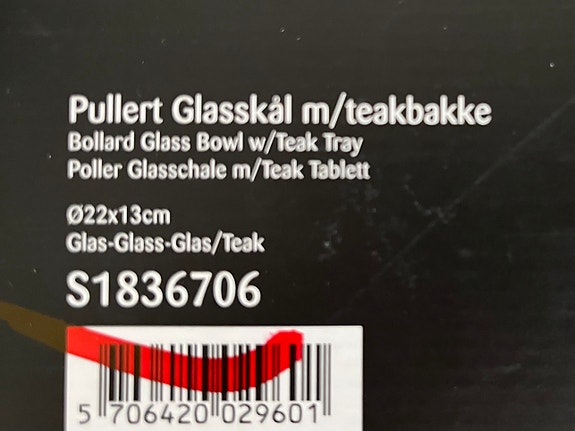 Pullert Glasskål m/teakbakke
Bollard Glass Bowl w/Teak Tray
Poller Glasschale m/Teak Tablett
Ø22x13cm
Glas-Glass-Glas/Teak
S1836706
5 706420 029601